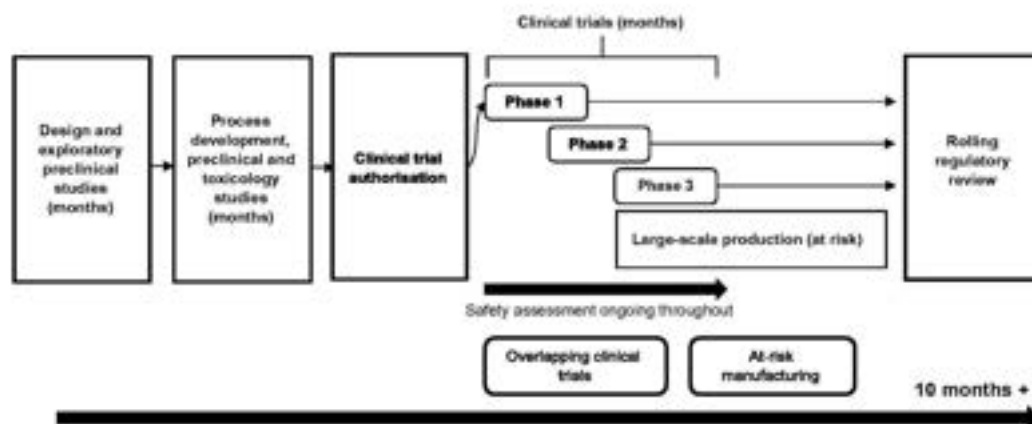 Clinical trials (months)
Design and
exploratory
preclinical
studies
(months)
Process
development,
preclinical and
toxicology
studies
(months)
Clinical trial
authorisation
Phase 1
Phase 2
Phase 3
Large-scale production (at risk)
Rolling
regulatory
review
Safety assessment ongoing throughout
Overlapping clinical
trials
At-risk
manufacturing
10 months +